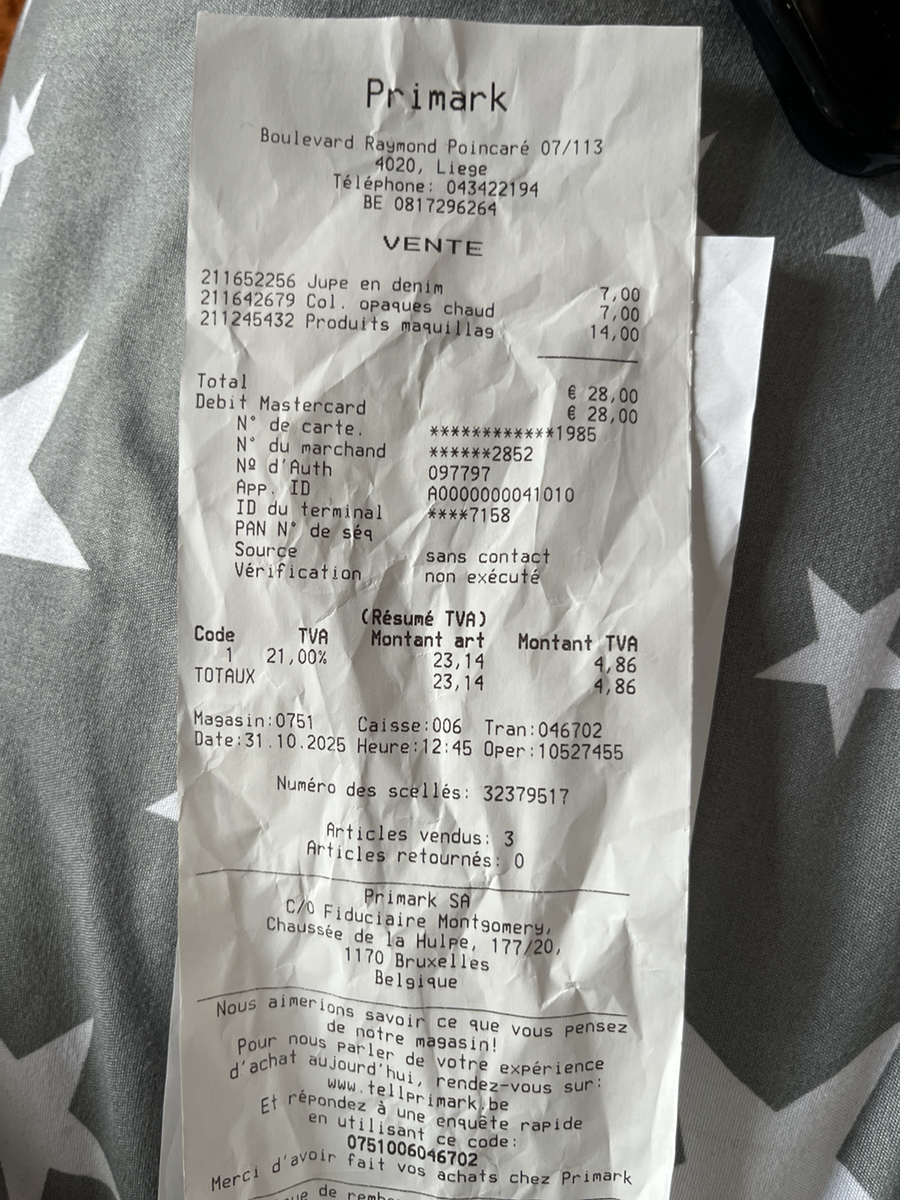 Primark
Boulevard Raymond Poincaré 07/113
4020, Liege
Téléphone: 043422194
BE 0817296264
VENTE
211652256 Jupe en denim 7,00
211642679 Col. opaques chaud 7,00
211245432 Produits maquillag 14,00
Total € 28,00
Debit Mastercard € 28,00
N° de carte. ************1985
N° du marchand ******2852
Nº d'Auth 097797
App. ID A0000000041010
ID du terminal ****7158
PAN N° de séq
Source sans contact
Vérification non exécuté
(Résumé TVA)
Code TVA Montant art Montant TVA
1 21,00% 23,14 4,86
TOTAUX 23,14 4,86
Magasin:0751 Caisse:006 Tran:046702
Date:31.10.2025 Heure:12:45 Oper:10527455
Numéro des scellés: 32379517
Articles vendus: 3
Articles retournés: 0
Primark SA
C/O Fiduciaire Montgomery,
Chaussée de la Hulpe, 177/20,
1170 Bruxelles
Belgique
Nous aimerions savoir ce que vous pensez
de notre magasin!
Pour nous parler de votre expérience
d'achat aujourd'hui, rendez-vous sur:
www.tellprimark.be
Et répondez à une enquête rapide
en utilisant ce code:
0751006046702
Merci d'avoir fait vos achats chez Primark
de